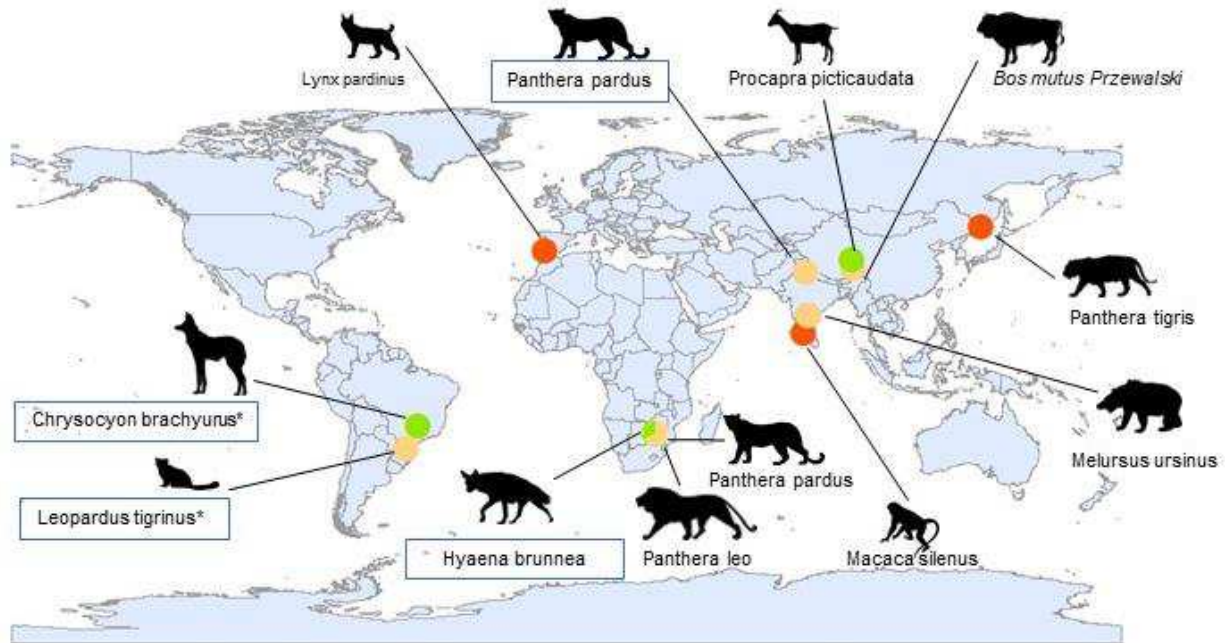 Lynx pardinus
Panthera pardus
Procapra picticaudata
Bos mutus Przewalski
Panthera tigris
Chrysocyon brachyurus*
Melursus ursinus
Panthera pardus
Leopardus tigrinus*
Hyaena brunnea
Panthera leo
Macaca silenus